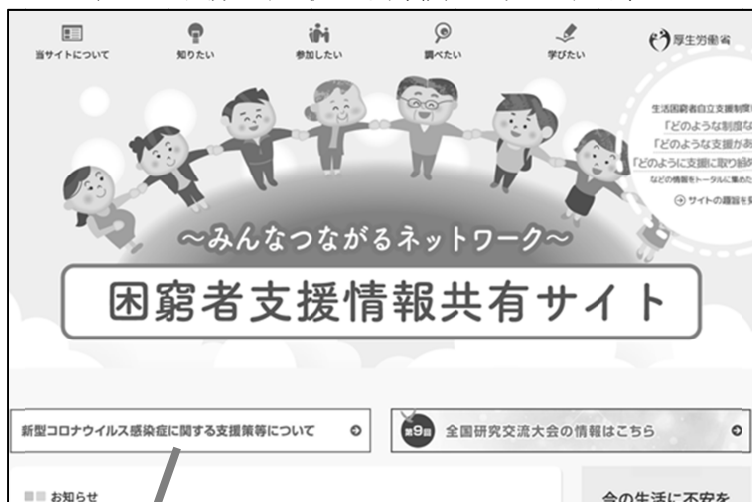 当サイトについて
知りたい
参加したい
調べたい
学びたい
厚生労働省
生活困窮者自立支援制度
「どのような制度な
「どのような支援があ
「どのように支援に取り組め
などの情報をトータルに集めた
サイトの趣旨を
～みんなつながるネットワーク～
困窮者支援情報共有サイト
新型コロナウイルス感染症に関する支援策等について
第9回 全国研究交流大会の情報はこちら
お知らせ
今の生活に不安を